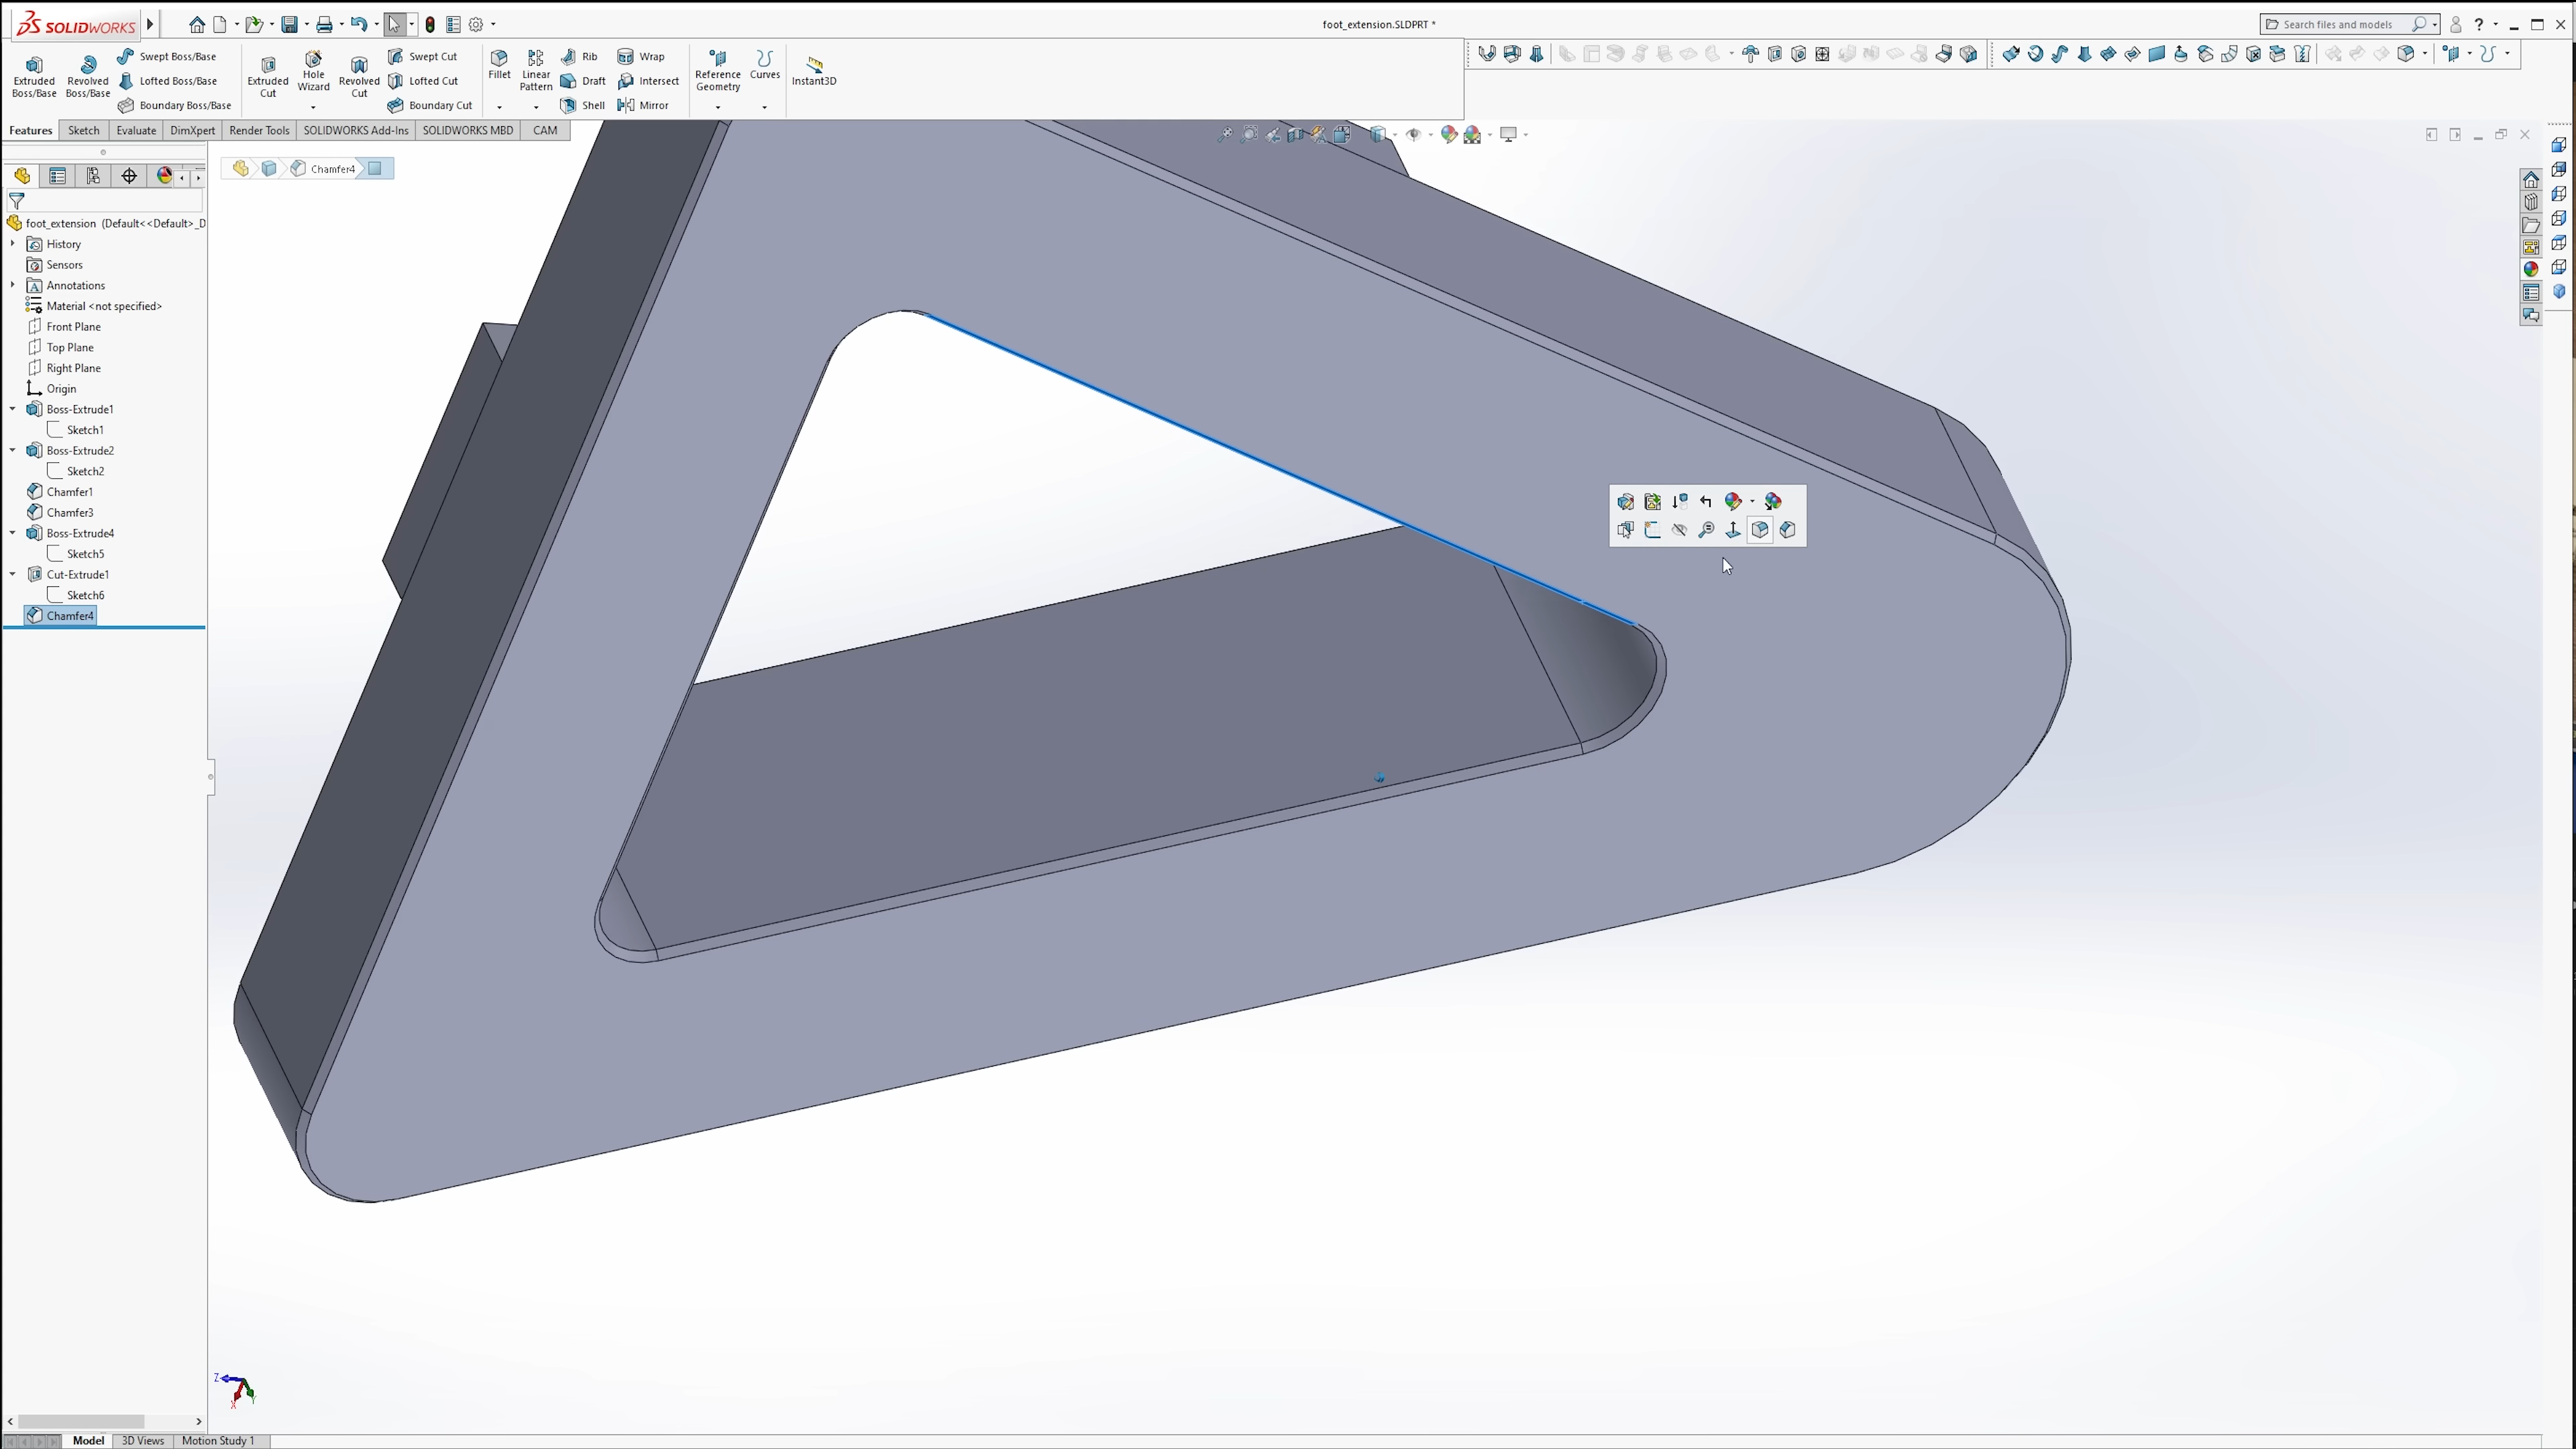 SOLIDWORKS
foot_extension.SLDPRT *
Search files and models
?
Extruded Boss/Base
Revolved Boss/Base
Swept Boss/Base
Lofted Boss/Base
Boundary Boss/Base
Extruded Cut
Hole Wizard
Revolved Cut
Swept Cut
Lofted Cut
Boundary Cut
Fillet
Linear Pattern
Rib
Draft
Shell
Wrap
Intersect
Mirror
Reference Geometry
Curves
Instant3D
Features
Sketch
Evaluate
DimXpert
Render Tools
SOLIDWORKS Add-Ins
SOLIDWORKS MBD
CAM
Chamfer4
foot_extension (Default<<Default>_D
History
Sensors
Annotations
Material <not specified>
Front Plane
Top Plane
Right Plane
Origin
Boss-Extrude1
Sketch1
Boss-Extrude2
Sketch2
Chamfer1
Chamfer3
Boss-Extrude4
Sketch5
Cut-Extrude1
Sketch6
Chamfer4
Z
Y
X
Model
3D Views
Motion Study 1